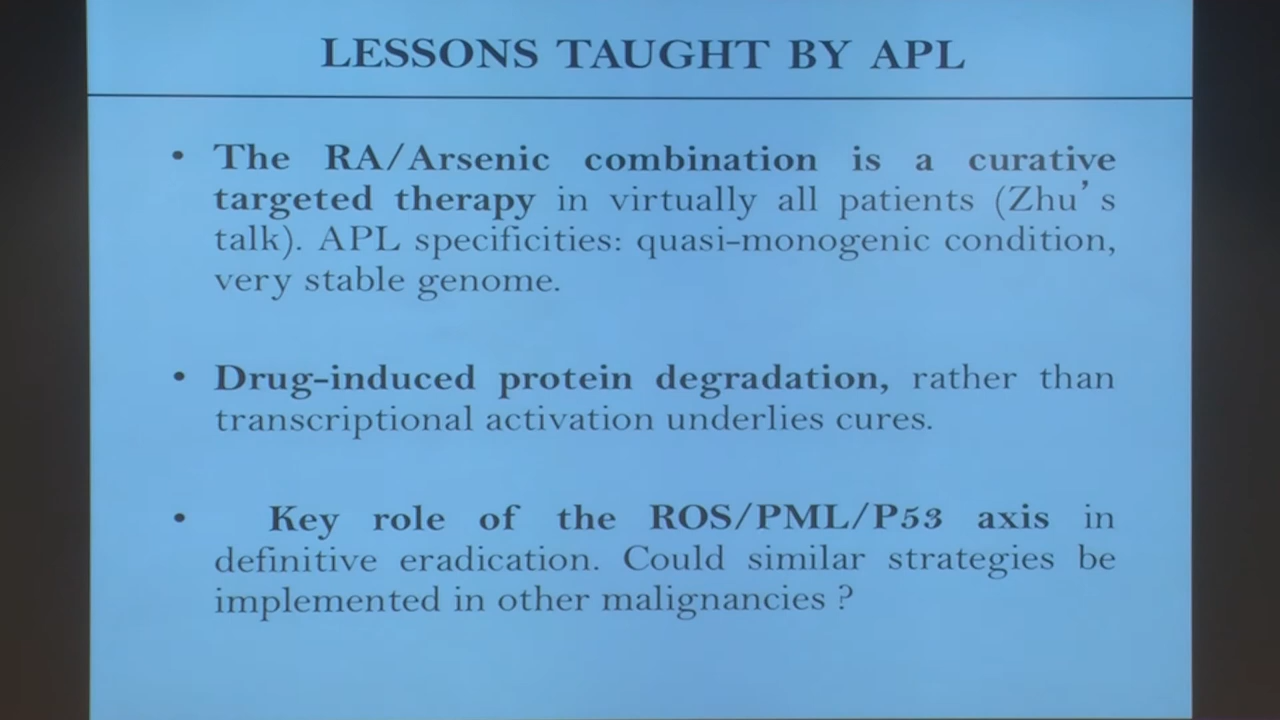 LESSONS TAUGHT BY APL
• The RA/Arsenic combination is a curative
targeted therapy in virtually all patients (Zhu’s
talk). APL specificities: quasi-monogenic condition,
very stable genome.
• Drug-induced protein degradation, rather than
transcriptional activation underlies cures.
• Key role of the ROS/PML/P53 axis in
definitive eradication. Could similar strategies be
implemented in other malignancies ?